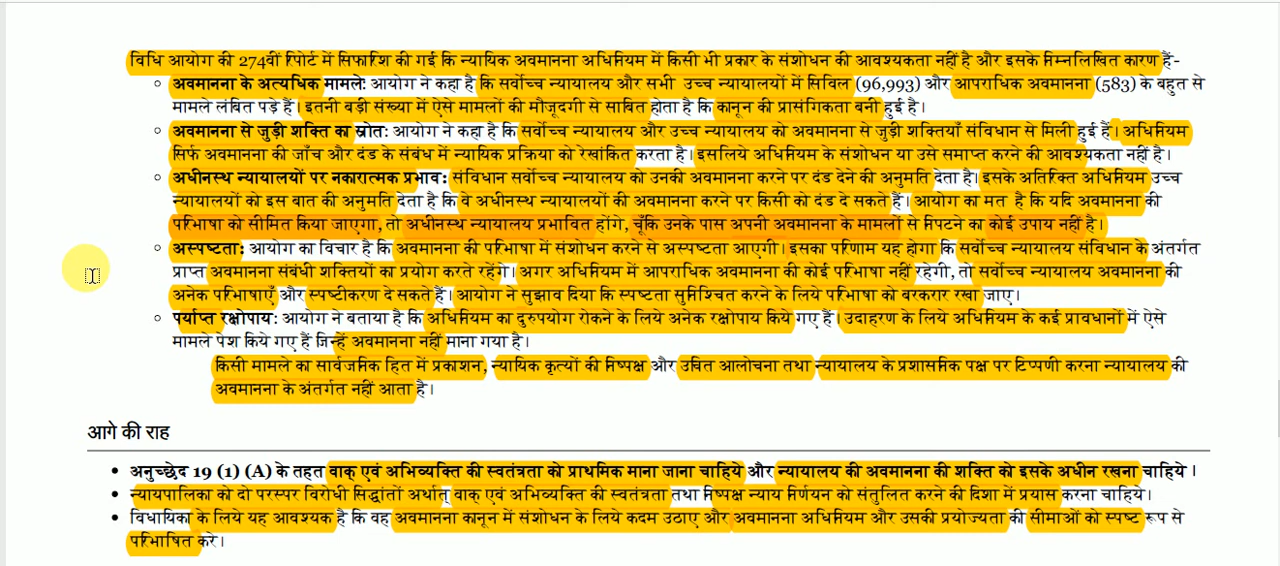 विधि आयोग की 274वीं रिपोर्ट में सिफारिश की गई कि न्यायिक अवमानना अधिनियम में किसी भी प्रकार के संशोधन की आवश्यकता नहीं है और इसके निम्नलिखित कारण हैं-
अवमानना के अत्यधिक मामले: आयोग ने कहा है कि सर्वोच्च न्यायालय और सभी उच्च न्यायालयों में सिविल (96,993) और आपराधिक अवमानना (583) के बहुत से
मामले लंबित पड़े हैं। इतनी बड़ी संख्या में ऐसे मामलों की मौजूदगी से साबित होता है कि कानून की प्रासंगिकता बनी हुई है।
अवमानना से जुड़ी शक्ति का स्रोत: आयोग ने कहा है कि सर्वोच्च न्यायालय और उच्च न्यायालय को अवमानना से जुड़ी शक्तियाँ संविधान से मिली हुई हैं। अधिनियम
सिर्फ अवमानना की जाँच और दंड के संबंध में न्यायिक प्रक्रिया को रेखांकित करता है। इसलिये अधिनियम के संशोधन या उसे समाप्त करने की आवश्यकता नहीं है।
अधीनस्थ न्यायालयों पर नकारात्मक प्रभाव: संविधान सर्वोच्च न्यायालय को उनकी अवमानना करने पर दंड देने की अनुमति देता है। इसके अतिरिक्त अधिनियम उच्च
न्यायालयों को इस बात की अनुमति देता है कि वे अधीनस्थ न्यायालयों की अवमानना करने पर किसी को दंड दे सकते हैं। आयोग का मत है कि यदि अवमानना की
परिभाषा को सीमित किया जाएगा, तो अधीनस्थ न्यायालय प्रभावित होंगे, चूँकि उनके पास अपनी अवमानना के मामलों से निपटने का कोई उपाय नहीं है।
अस्पष्टता: आयोग का विचार है कि अवमानना की परिभाषा में संशोधन करने से अस्पष्टता आएगी। इसका परिणाम यह होगा कि सर्वोच्च न्यायालय संविधान के अंतर्गत
प्राप्त अवमानना संबंधी शक्तियों का प्रयोग करते रहेंगे। अगर अधिनियम में आपराधिक अवमानना की कोई परिभाषा नहीं रहेगी, तो सर्वोच्च न्यायालय अवमानना की
अनेक परिभाषाएँ और स्पष्टीकरण दे सकते हैं। आयोग ने सुझाव दिया कि स्पष्टता सुनिश्चित करने के लिये परिभाषा को बरकरार रखा जाए।
पर्याप्त रक्षोपाय: आयोग ने बताया है कि अधिनियम का दुरुपयोग रोकने के लिये अनेक रक्षोपाय किये गए हैं। उदाहरण के लिये अधिनियम के कई प्रावधानों में ऐसे
मामले पेश किये गए हैं जिन्हें अवमानना नहीं माना गया है।
किसी मामले का सार्वजनिक हित में प्रकाशन, न्यायिक कृत्यों की निष्पक्ष और उचित आलोचना तथा न्यायालय के प्रशासनिक पक्ष पर टिप्पणी करना न्यायालय की
अवमानना के अंतर्गत नहीं आता है।
आगे की राह
अनुच्छेद 19 (1) (A) के तहत वाक् एवं अभिव्यक्ति की स्वतंत्रता को प्राथमिक माना जाना चाहिये और न्यायालय की अवमानना की शक्ति को इसके अधीन रखना चाहिये ।
न्यायपालिका को दो परस्पर विरोधी सिद्धांतों अर्थात् वाक् एवं अभिव्यक्ति की स्वतंत्रता तथा निष्पक्ष न्याय निर्णयन को संतुलित करने की दिशा में प्रयास करना चाहिये।
विधायिका के लिये यह आवश्यक है कि वह अवमानना कानून में संशोधन के लिये कदम उठाए और अवमानना अधिनियम और उसकी प्रयोज्यता की सीमाओं को स्पष्ट रूप से
परिभाषित करे।